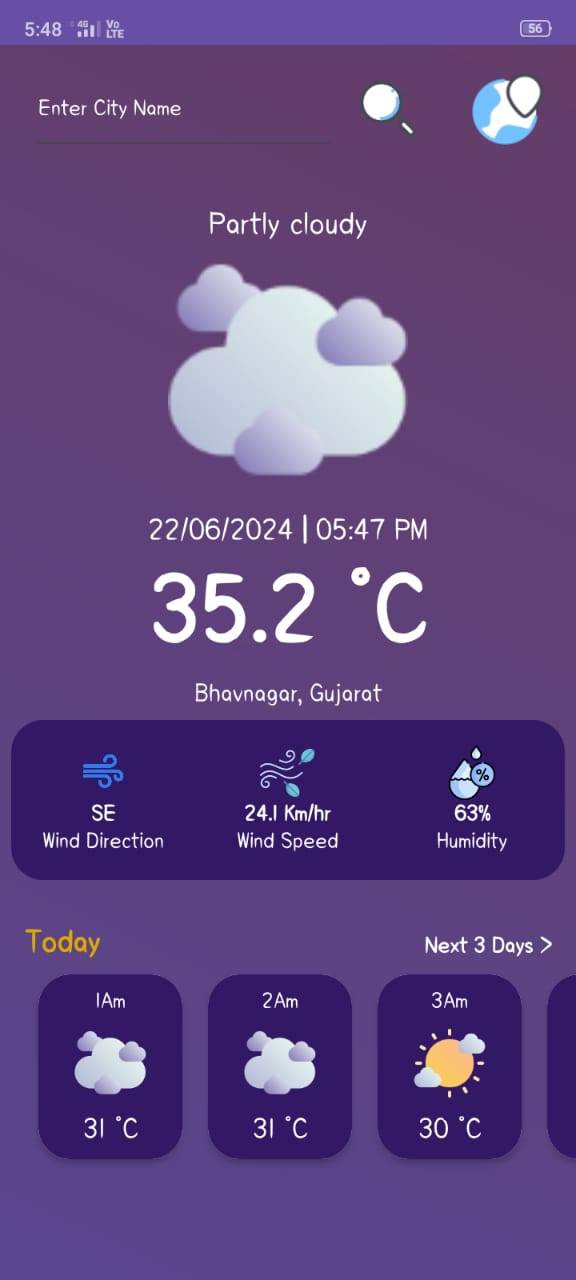 5:48 4G Vo LTE 56
Enter City Name
Partly cloudy
22/06/2024 | 05:47 PM
35.2 °C
Bhavnagar, Gujarat
SE 24.1 Km/hr 63%
Wind Direction Wind Speed Humidity
Today Next 3 Days >
1Am 2Am 3Am
31 °C 31 °C 30 °C